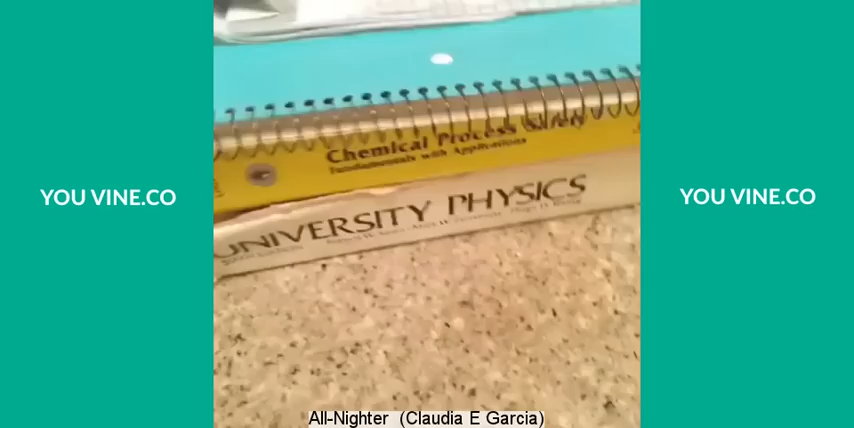 YOU VINE.CO
Chemical Process Safety
Fundamentals with Applications
UNIVERSITY PHYSICS
YOU VINE.CO
All-Nighter (Claudia E Garcia)